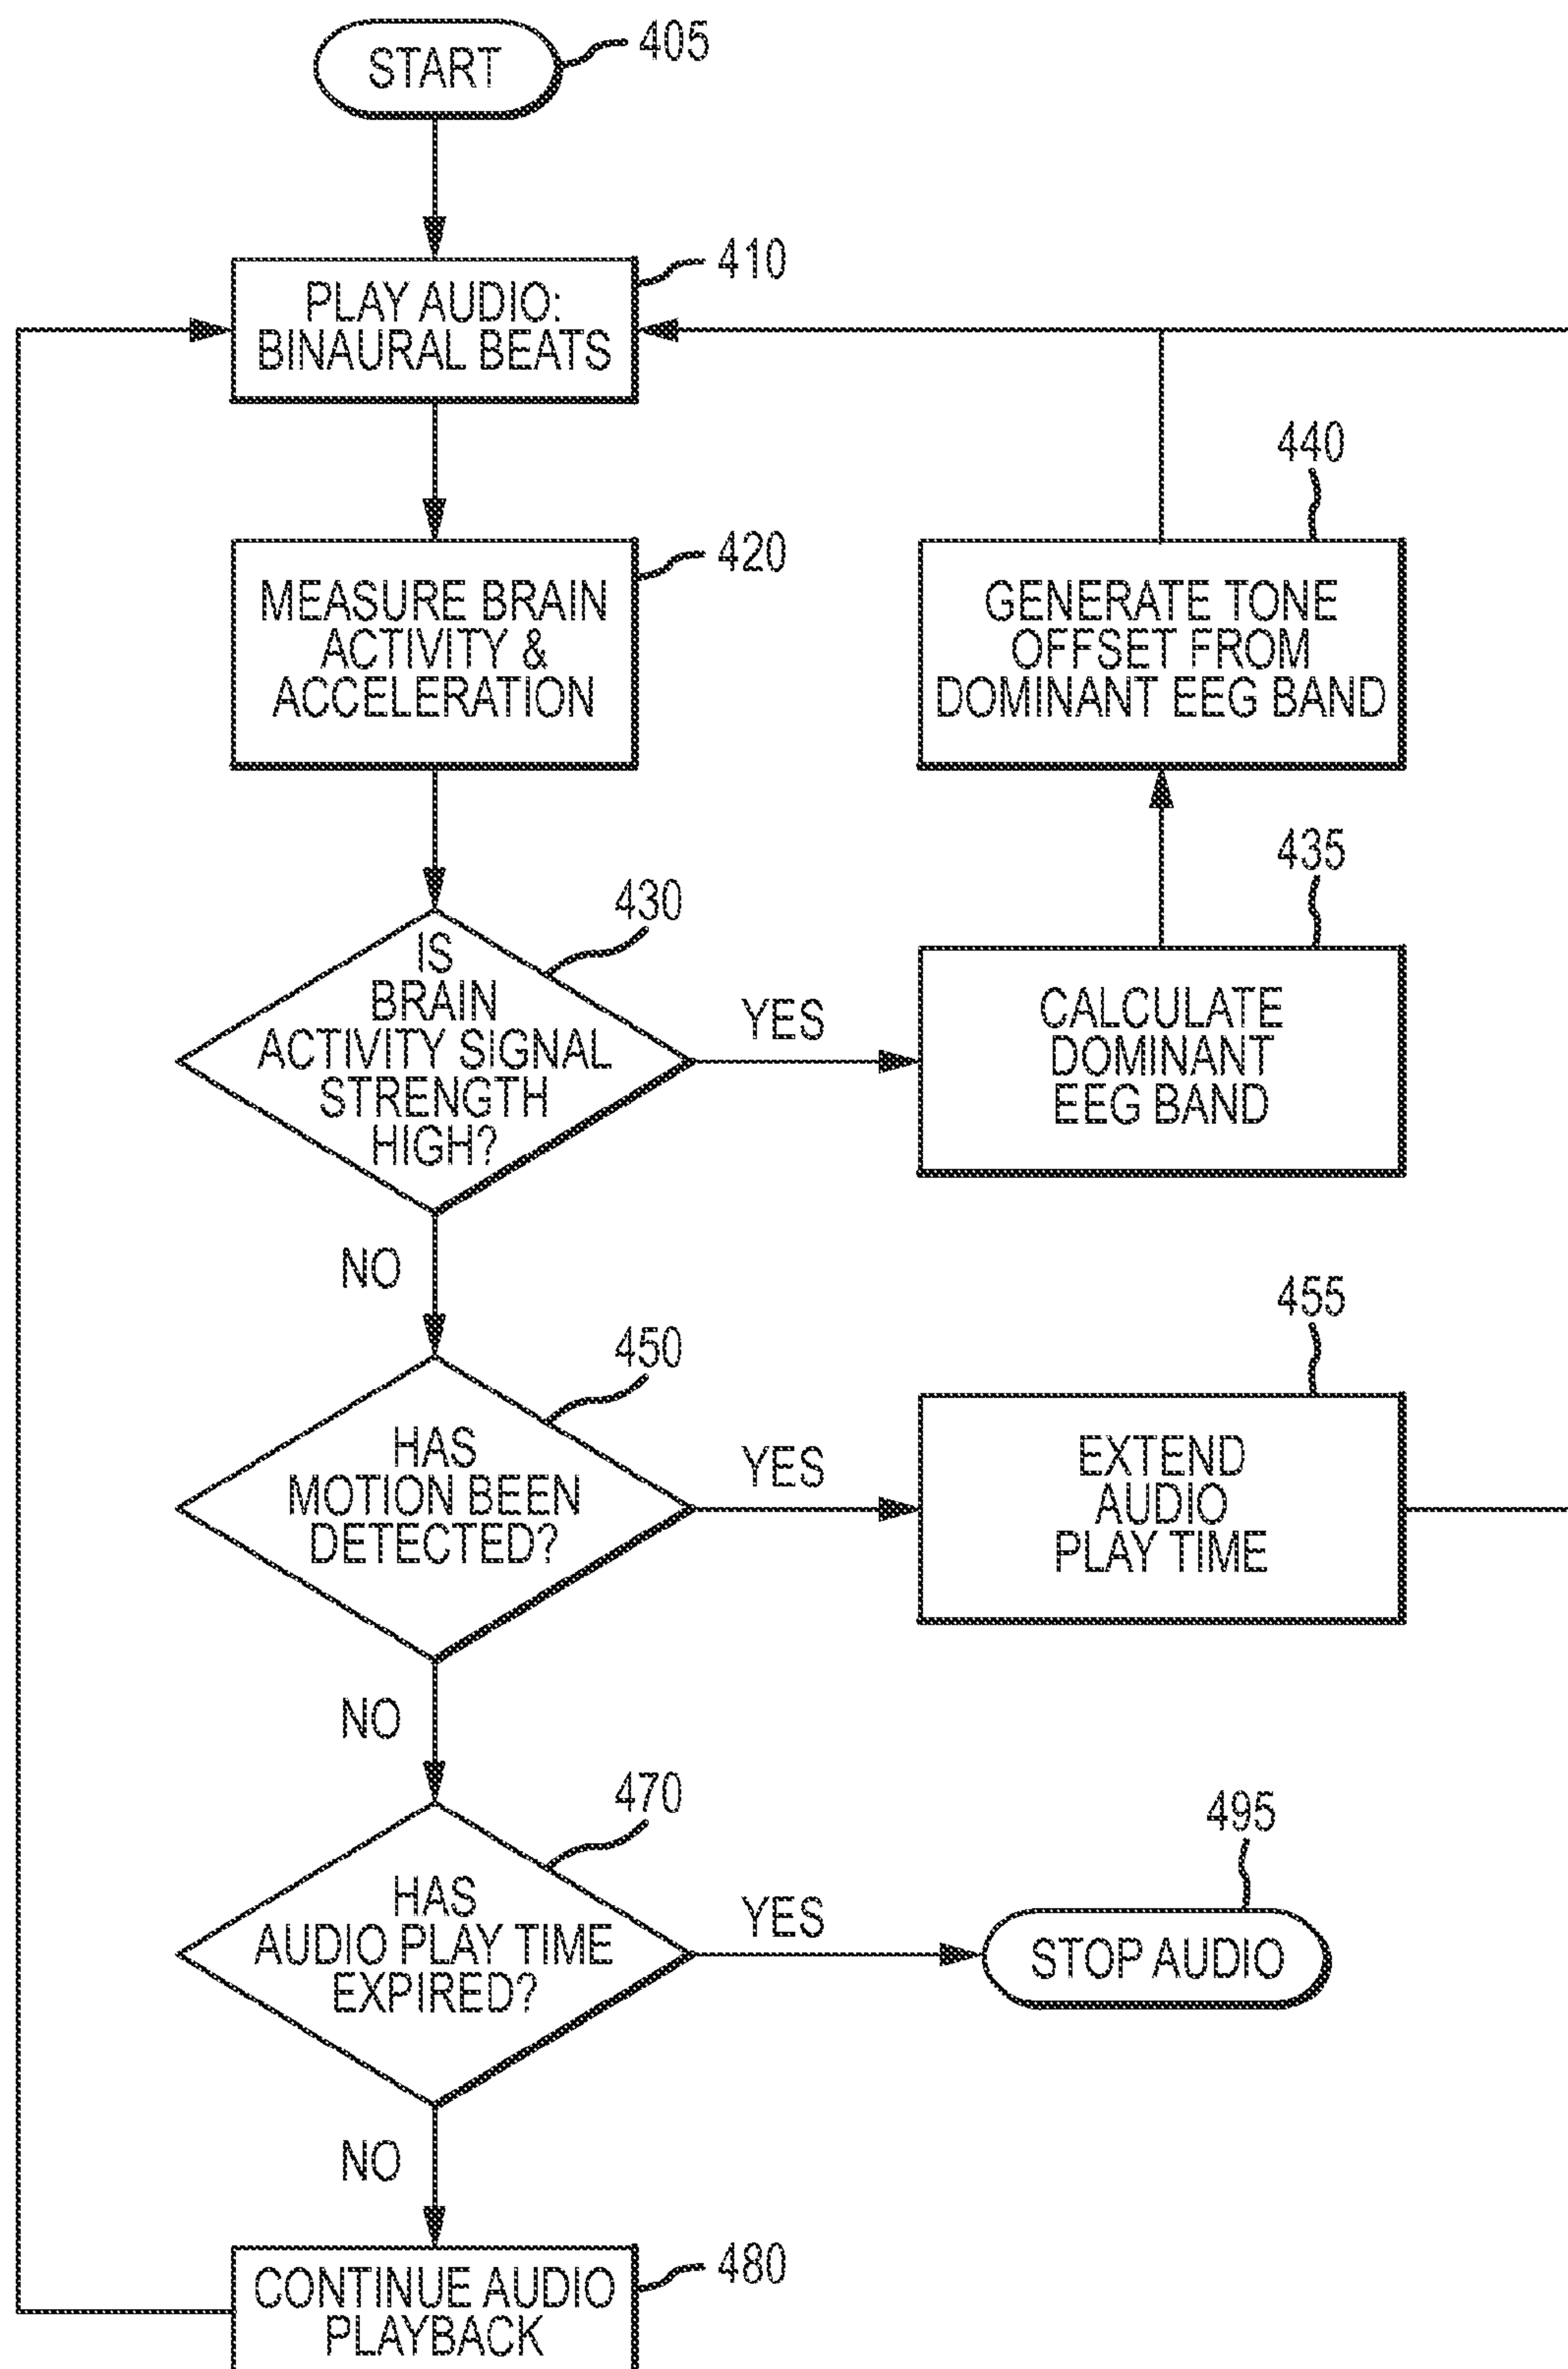 START
405
PLAY AUDIO:
BINAURAL BEATS
410
MEASURE BRAIN
ACTIVITY &
ACCELERATION
420
GENERATE TONE
OFFSET FROM
DOMINANT EEG BAND
440
IS
BRAIN
ACTIVITY SIGNAL
STRENGTH
HIGH?
430
YES
CALCULATE
DOMINANT
EEG BAND
435
NO
HAS
MOTION BEEN
DETECTED?
450
YES
EXTEND
AUDIO
PLAY TIME
455
NO
HAS
AUDIO PLAY TIME
EXPIRED?
470
YES
STOP AUDIO
495
NO
CONTINUE AUDIO
PLAYBACK
480